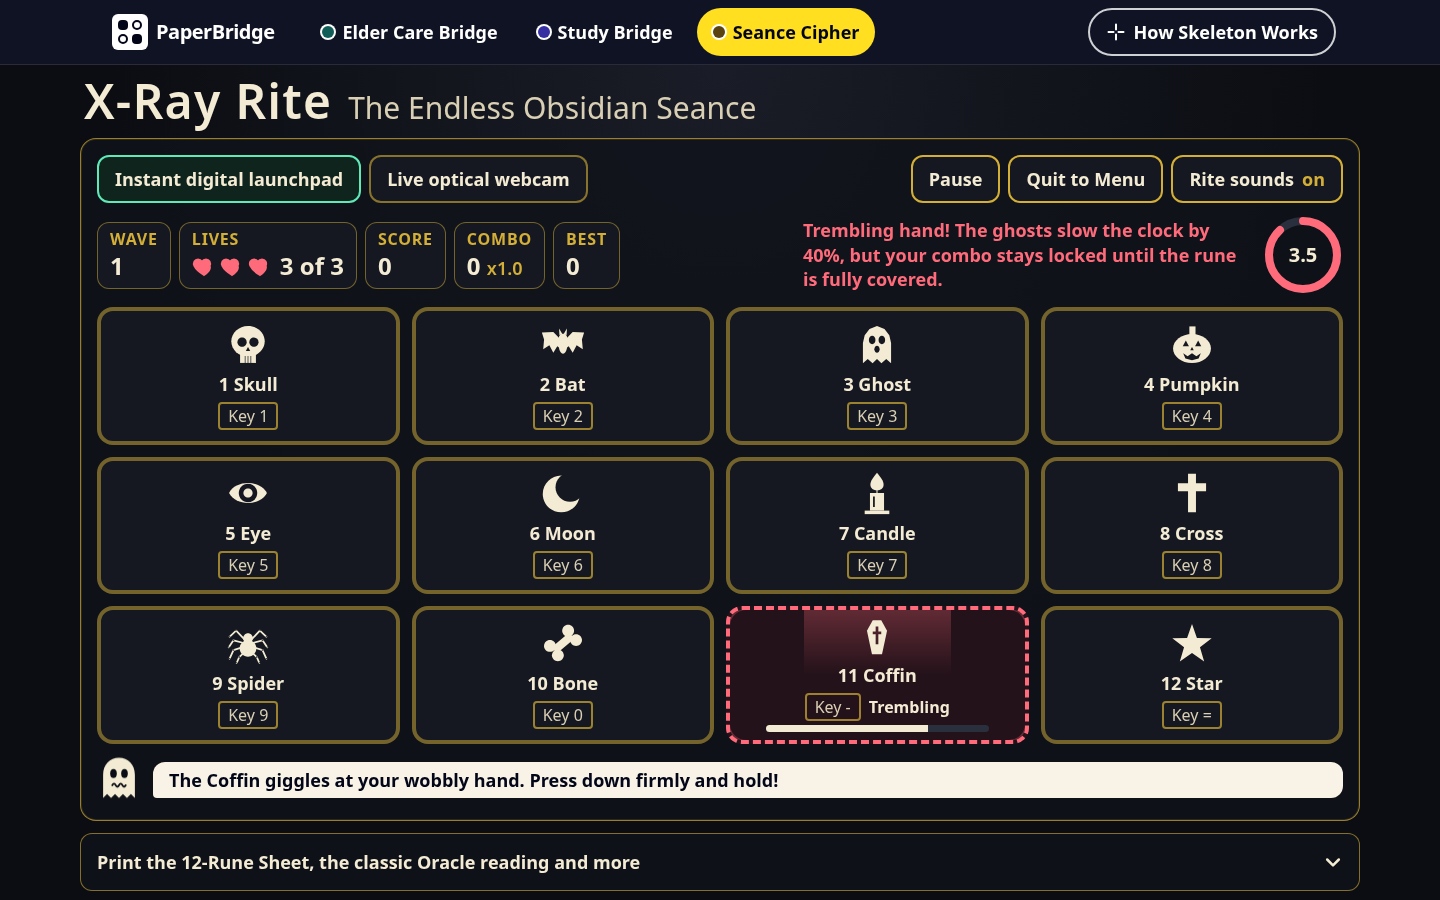 PaperBridge
Elder Care Bridge
Study Bridge
Seance Cipher
How Skeleton Works
X-Ray Rite The Endless Obsidian Seance
Instant digital launchpad
Live optical webcam
Pause
Quit to Menu
Rite sounds on
WAVE
1
LIVES
3 of 3
SCORE
0
COMBO
0 x1.0
BEST
0
Trembling hand! The ghosts slow the clock by
40%, but your combo stays locked until the rune
is fully covered.
3.5
1 Skull
Key 1
2 Bat
Key 2
3 Ghost
Key 3
4 Pumpkin
Key 4
5 Eye
Key 5
6 Moon
Key 6
7 Candle
Key 7
8 Cross
Key 8
9 Spider
Key 9
10 Bone
Key 0
11 Coffin
Key - Trembling
12 Star
Key =
The Coffin giggles at your wobbly hand. Press down firmly and hold!
Print the 12-Rune Sheet, the classic Oracle reading and more